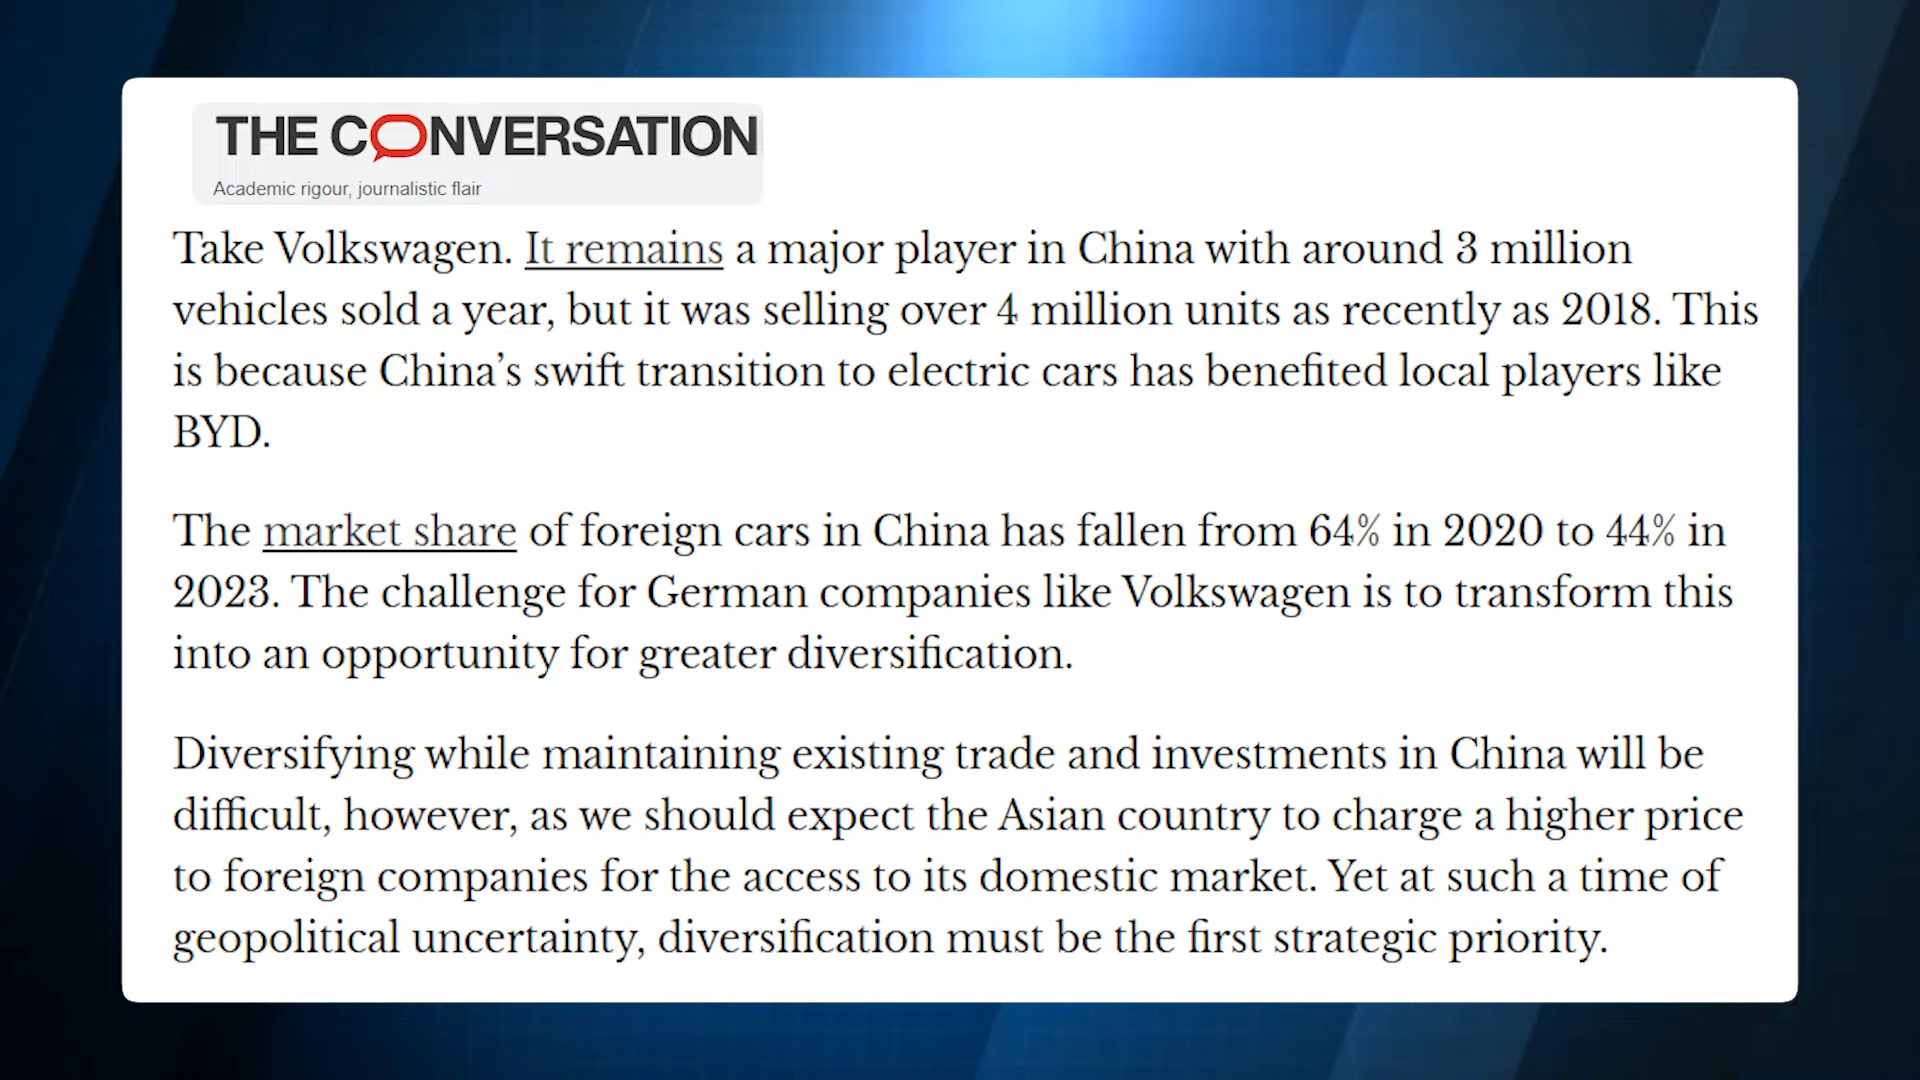 THE CONVERSATION
Academic rigour, journalistic flair
Take Volkswagen. It remains a major player in China with around 3 million
vehicles sold a year, but it was selling over 4 million units as recently as 2018. This
is because China’s swift transition to electric cars has benefited local players like
BYD.
The market share of foreign cars in China has fallen from 64% in 2020 to 44% in
2023. The challenge for German companies like Volkswagen is to transform this
into an opportunity for greater diversification.
Diversifying while maintaining existing trade and investments in China will be
difficult, however, as we should expect the Asian country to charge a higher price
to foreign companies for the access to its domestic market. Yet at such a time of
geopolitical uncertainty, diversification must be the first strategic priority.